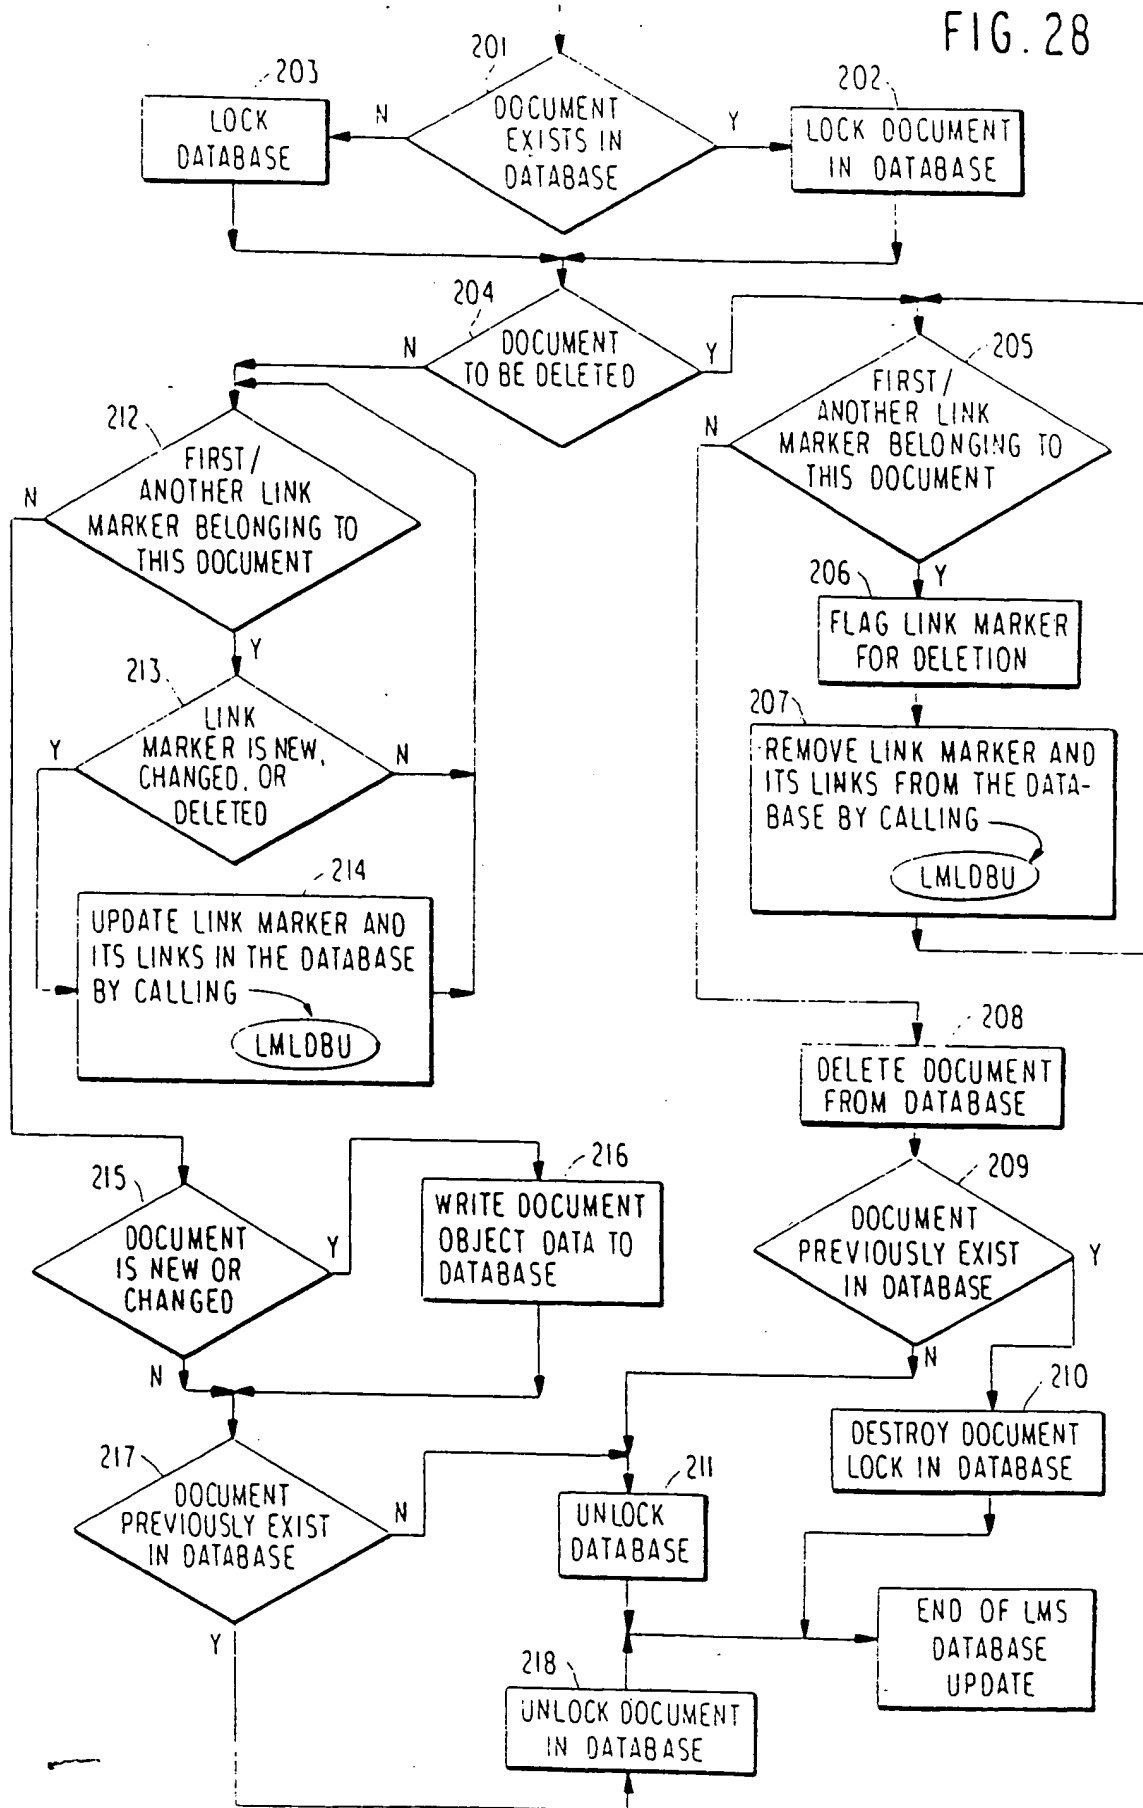 FIG. 28
201
203
202
DOCUMENT
EXISTS IN
DATABASE
N
Y
LOCK
DATABASE
LOCK DOCUMENT
IN DATABASE
204
DOCUMENT
TO BE DELETED
N
Y
205
FIRST/
ANOTHER LINK
MARKER BELONGING TO
THIS DOCUMENT
N
Y
212
FIRST/
ANOTHER LINK
MARKER BELONGING TO
THIS DOCUMENT
N
Y
206
FLAG LINK MARKER
FOR DELETION
213
LINK
MARKER IS NEW,
CHANGED, OR
DELETED
Y
N
207
REMOVE LINK MARKER AND
ITS LINKS FROM THE DATA-
BASE BY CALLING
LMLDBU
214
UPDATE LINK MARKER AND
ITS LINKS IN THE DATABASE
BY CALLING
LMLDBU
208
DELETE DOCUMENT
FROM DATABASE
215
DOCUMENT
IS NEW OR
CHANGED
Y
N
216
WRITE DOCUMENT
OBJECT DATA TO
DATABASE
209
DOCUMENT
PREVIOUSLY EXIST
IN DATABASE
Y
N
210
DESTROY DOCUMENT
LOCK IN DATABASE
217
DOCUMENT
PREVIOUSLY EXIST
IN DATABASE
N
Y
211
UNLOCK
DATABASE
END OF LMS
DATABASE
UPDATE
218
UNLOCK DOCUMENT
IN DATABASE